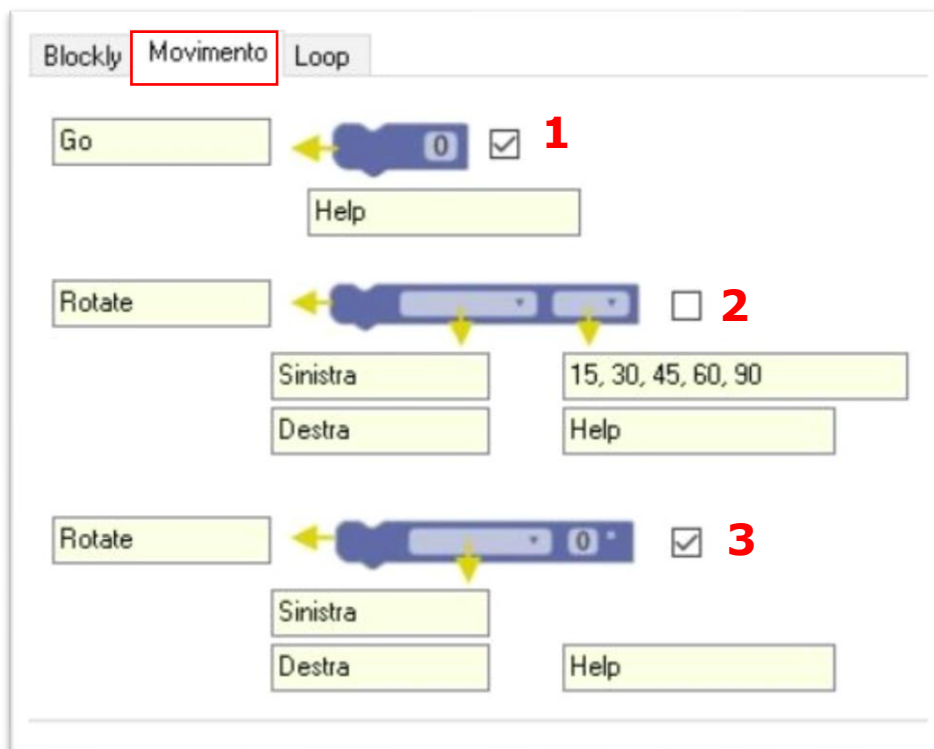 Blockly Movimento Loop
Go 0 1
Help
Rotate 2
Sinistra 15, 30, 45, 60, 90
Destra Help
Rotate 0 ° 3
Sinistra
Destra Help